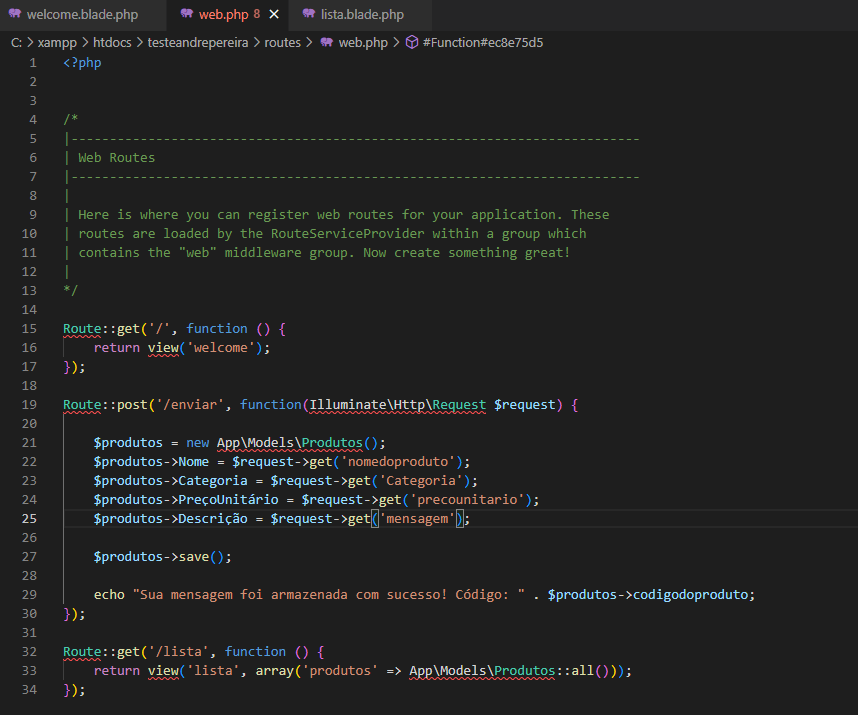 welcome.blade.php web.php 8 lista.blade.php
C: > xampp > htdocs > testeandrepereira > routes > web.php > #Function#ec8e75d5
1 <?php
2
3
4 /*
5 |--------------------------------------------------------------------------
6 | Web Routes
7 |--------------------------------------------------------------------------
8 |
9 | Here is where you can register web routes for your application. These
10 | routes are loaded by the RouteServiceProvider within a group which
11 | contains the "web" middleware group. Now create something great!
12 |
13 */
14
15 Route::get('/', function () {
16     return view('welcome');
17 });
18
19 Route::post('/enviar', function(Illuminate\Http\Request $request) {
20
21     $produtos = new App\Models\Produtos();
22     $produtos->Nome = $request->get('nomedoproduto');
23     $produtos->Categoria = $request->get('Categoria');
24     $produtos->PreçoUnitário = $request->get('precounitario');
25     $produtos->Descrição = $request->get('mensagem');
26
27     $produtos->save();
28
29     echo "Sua mensagem foi armazenada com sucesso! Código: " . $produtos->codigodoproduto;
30 });
31
32 Route::get('/lista', function () {
33     return view('lista', array('produtos' => App\Models\Produtos::all()));
34 });